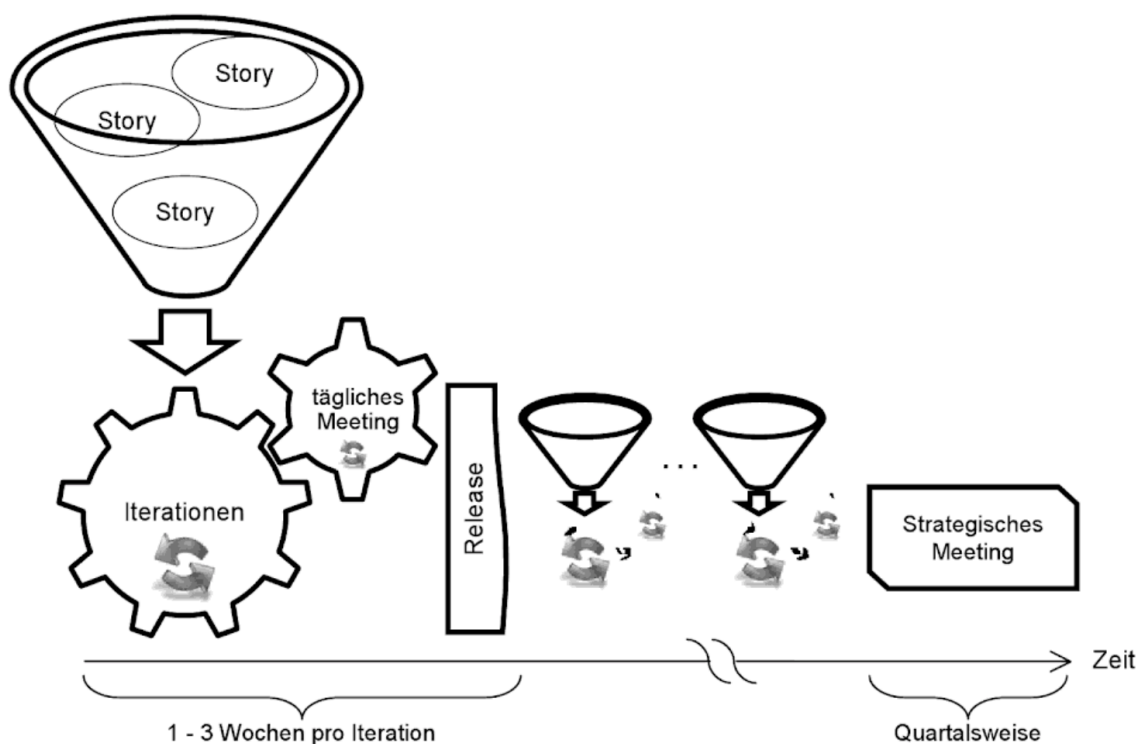 Story
Story
Story
tägliches
Meeting
Iterationen
Release
...
Strategisches
Meeting
Zeit
1 - 3 Wochen pro Iteration
Quartalsweise